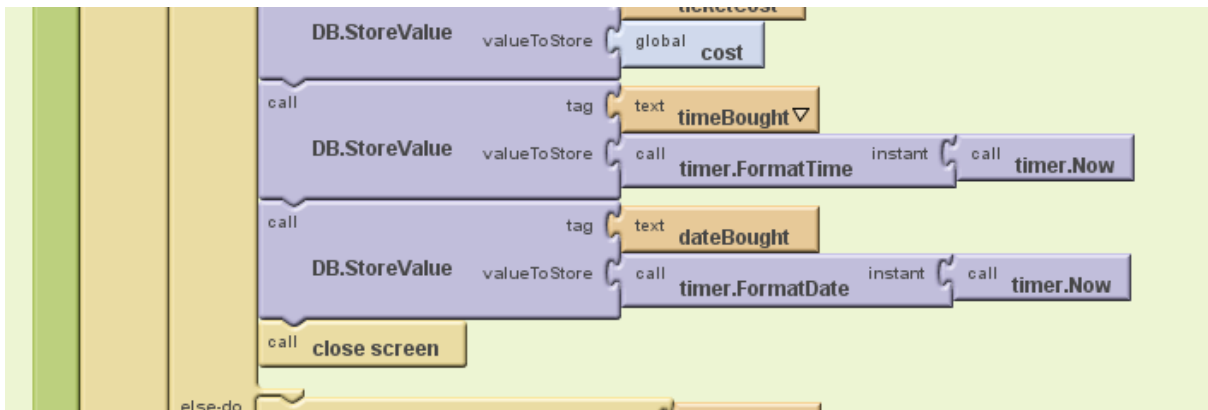 ticketCost
DB.StoreValue valueToStore global cost
call tag text timeBought
DB.StoreValue valueToStore call timer.FormatTime instant call timer.Now
call tag text dateBought
DB.StoreValue valueToStore call timer.FormatDate instant call timer.Now
call close screen
else-do